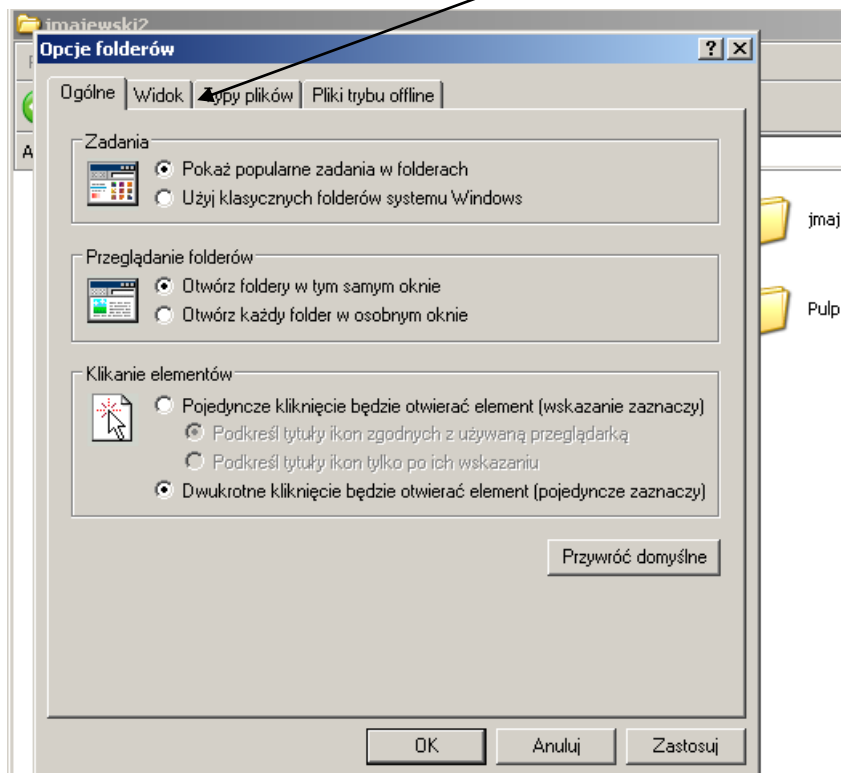 jmajewski2
Opcje folderów
Ogólne
Widok
Typy plików
Pliki trybu offline
Zadania
Pokaż popularne zadania w folderach
Użyj klasycznych folderów systemu Windows
Przeglądanie folderów
Otwórz foldery w tym samym oknie
Otwórz każdy folder w osobnym oknie
Klikanie elementów
Pojedyncze kliknięcie będzie otwierać element (wskazanie zaznaczy)
Podkreśl tytuły ikon zgodnych z używaną przeglądarką
Podkreśl tytuły ikon tylko po ich wskazaniu
Dwukrotne kliknięcie będzie otwierać element (pojedyncze zaznaczy)
Przywróć domyślne
OK
Anuluj
Zastosuj
jmaj
Pulp